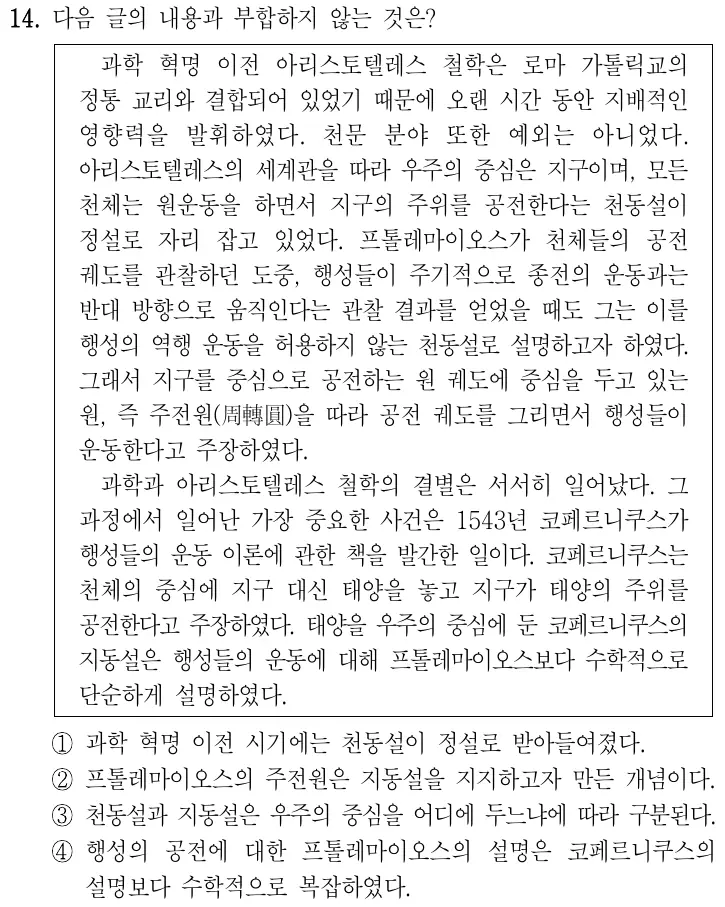 14. 다음 글의 내용과 부합하지 않는 것은?
과학 혁명 이전 아리스토텔레스 철학은 로마 가톨릭교의
정통 교리와 결합되어 있었기 때문에 오랜 시간 동안 지배적인
영향력을 발휘하였다. 천문 분야 또한 예외는 아니었다.
아리스토텔레스의 세계관을 따라 우주의 중심은 지구이며, 모든
천체는 원운동을 하면서 지구의 주위를 공전한다는 천동설이
정설로 자리 잡고 있었다. 프톨레마이오스가 천체들의 공전
궤도를 관찰하던 도중, 행성들이 주기적으로 종전의 운동과는
반대 방향으로 움직인다는 관찰 결과를 얻었을 때도 그는 이를
행성의 역행 운동을 허용하지 않는 천동설로 설명하고자 하였다.
그래서 지구를 중심으로 공전하는 원 궤도에 중심을 두고 있는
원, 즉 주전원(周轉圓)을 따라 공전 궤도를 그리면서 행성들이
운동한다고 주장하였다.
과학과 아리스토텔레스 철학의 결별은 서서히 일어났다. 그
과정에서 일어난 가장 중요한 사건은 1543년 코페르니쿠스가
행성들의 운동 이론에 관한 책을 발간한 일이다. 코페르니쿠스는
천체의 중심에 지구 대신 태양을 놓고 지구가 태양의 주위를
공전한다고 주장하였다. 태양을 우주의 중심에 둔 코페르니쿠스의
지동설은 행성들의 운동에 대해 프톨레마이오스보다 수학적으로
단순하게 설명하였다.
① 과학 혁명 이전 시기에는 천동설이 정설로 받아들여졌다.
② 프톨레마이오스의 주전원은 지동설을 지지하고자 만든 개념이다.
③ 천동설과 지동설은 우주의 중심을 어디에 두느냐에 따라 구분된다.
④ 행성의 공전에 대한 프톨레마이오스의 설명은 코페르니쿠스의
설명보다 수학적으로 복잡하였다.